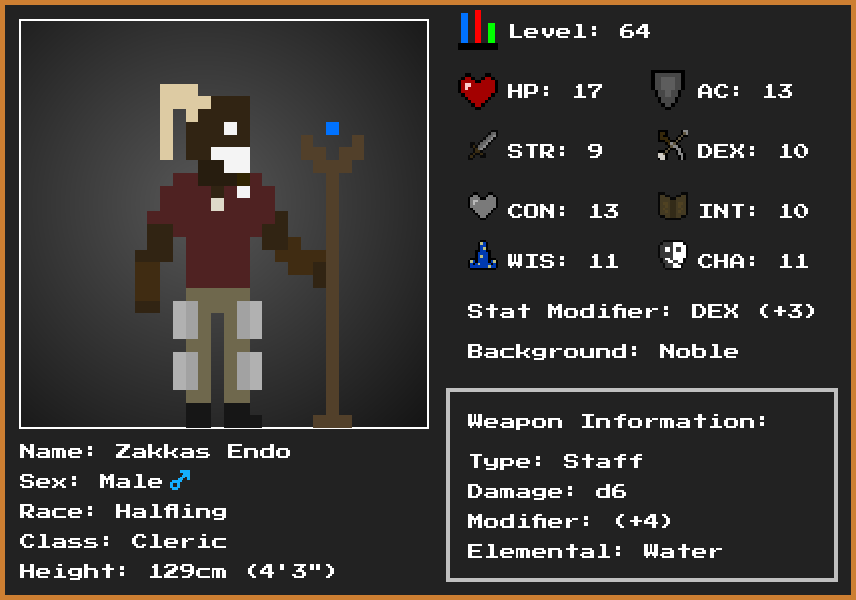 Level: 64
HP: 17 AC: 13
STR: 9 DEX: 10
CON: 13 INT: 10
WIS: 11 CHA: 11
Stat Modifier: DEX (+3)
Background: Noble
Weapon Information:
Type: Staff
Damage: d6
Modifier: (+4)
Elemental: Water
Name: Zakkas Endo
Sex: Male♂
Race: Halfling
Class: Cleric
Height: 129cm (4'3")